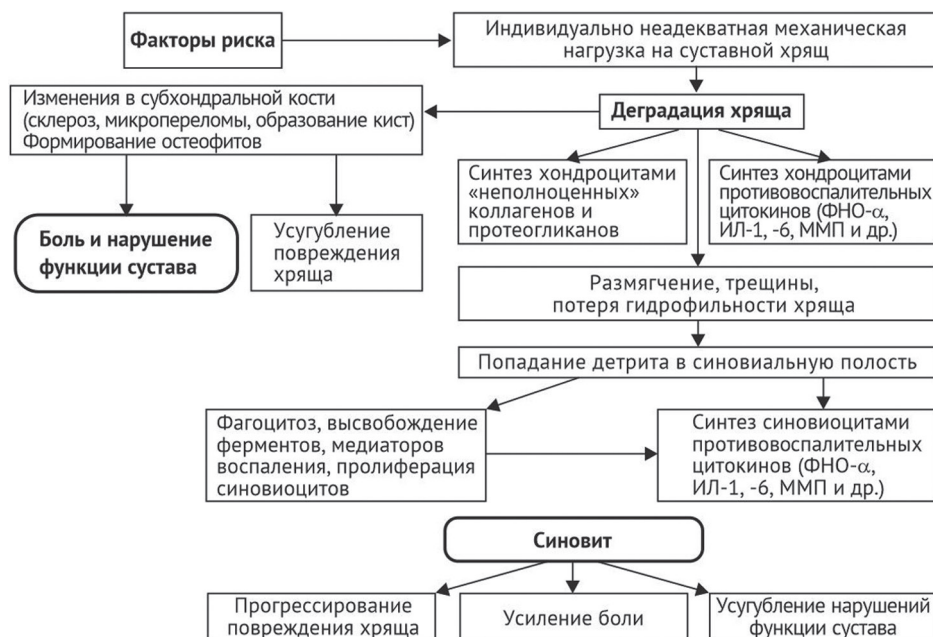 Факторы риска
Индивидуально неадекватная механическая
нагрузка на суставной хрящ
Изменения в субхондральной кости
(склероз, микропереломы, образование кист)
Формирование остеофитов
Деградация хряща
Синтез хондроцитами
«неполноценных»
коллагенов и
протеогликанов
Синтез хондроцитами
противовоспалительных
цитокинов (ФНО-α,
ИЛ-1, -6, ММП и др.)
Боль и нарушение
функции сустава
Усугубление
повреждения
хряща
Размягчение, трещины,
потеря гидрофильности хряща
Попадание детрита в синовиальную полость
Фагоцитоз, высвобождение
ферментов, медиаторов
воспаления, пролиферация
синовиоцитов
Синтез синовиоцитами
противовоспалительных
цитокинов (ФНО-α,
ИЛ-1, -6, ММП и др.)
Синовит
Прогрессирование
повреждения хряща
Усиление боли
Усугубление нарушений
функции сустава